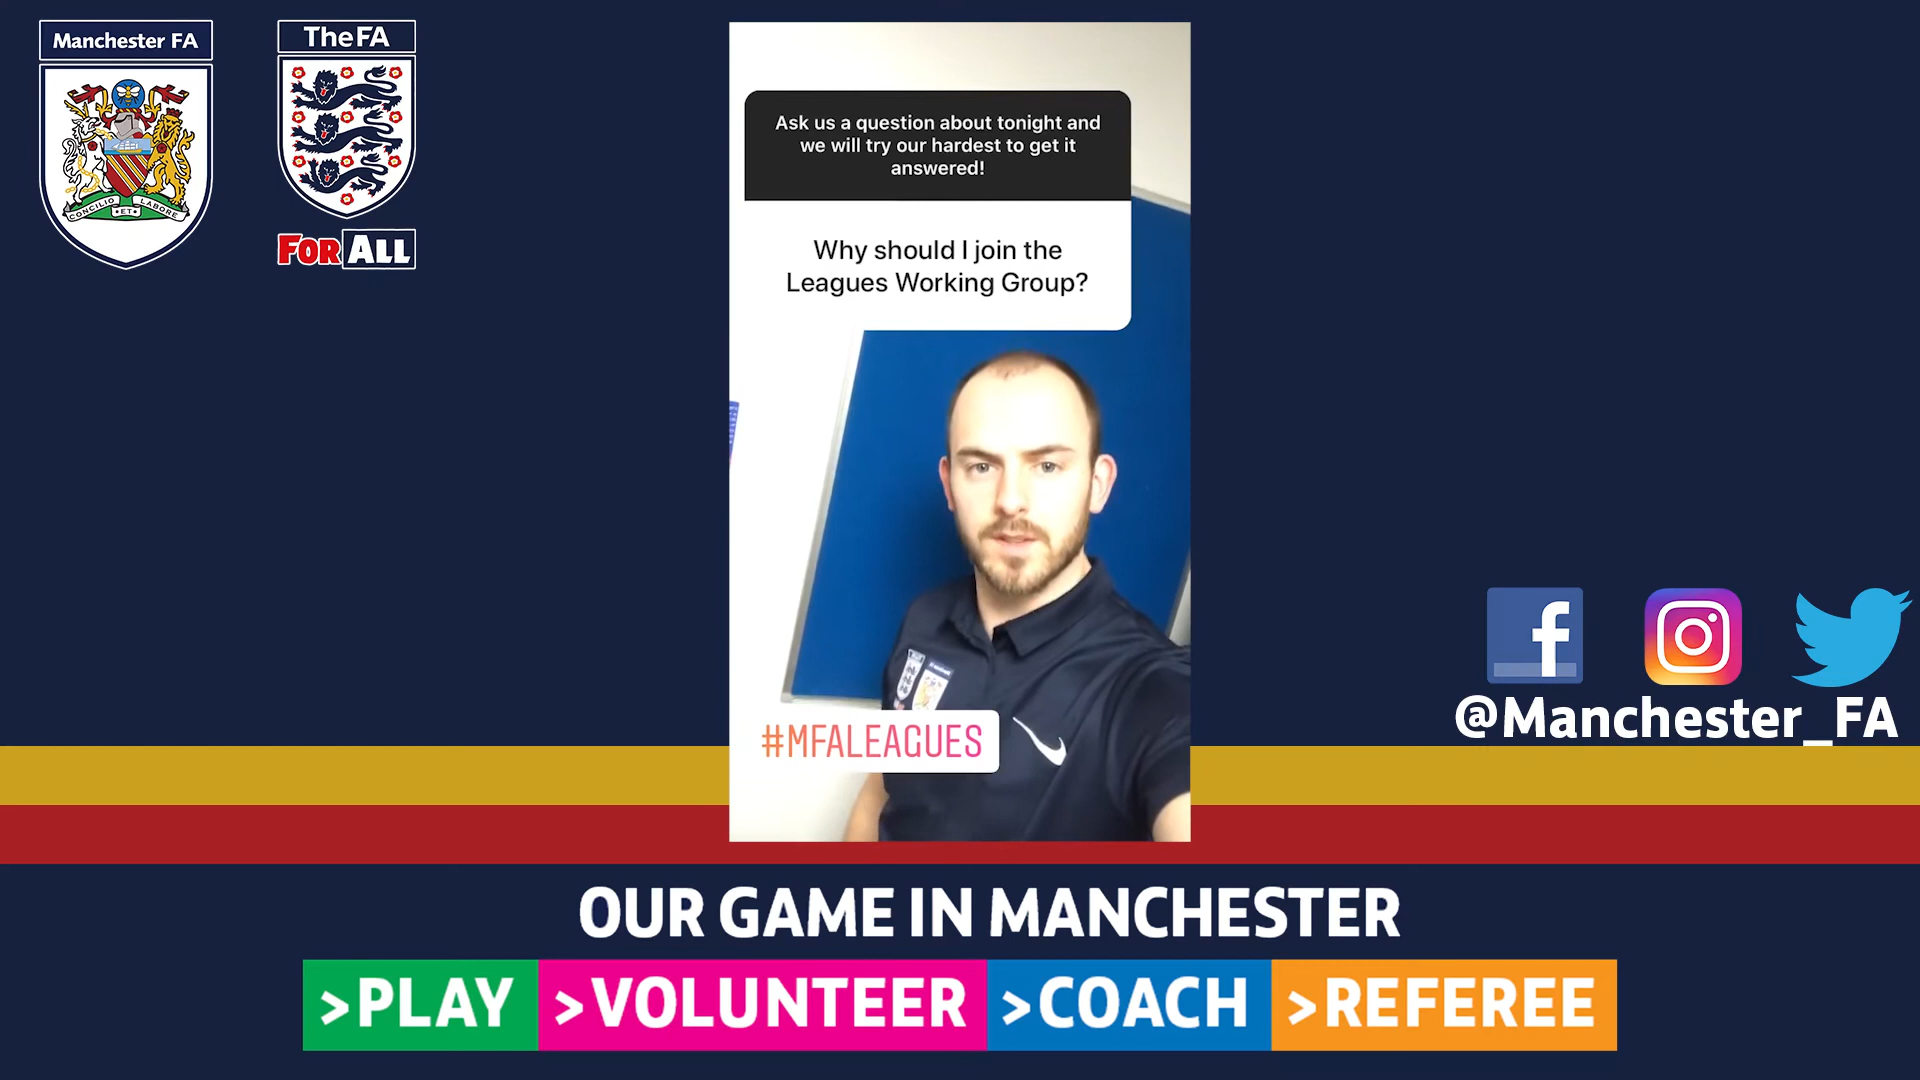 Manchester FA
TheFA
CONCILIO ET LABORE
FOR ALL
Ask us a question about tonight and
we will try our hardest to get it
answered!
Why should I join the
Leagues Working Group?
#MFALEAGUES
@Manchester_FA
OUR GAME IN MANCHESTER
>PLAY >VOLUNTEER >COACH >REFEREE